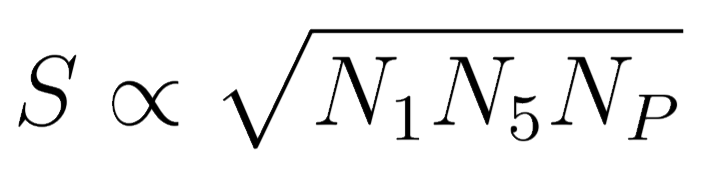 S ∝ √(N₁N₅N_P)